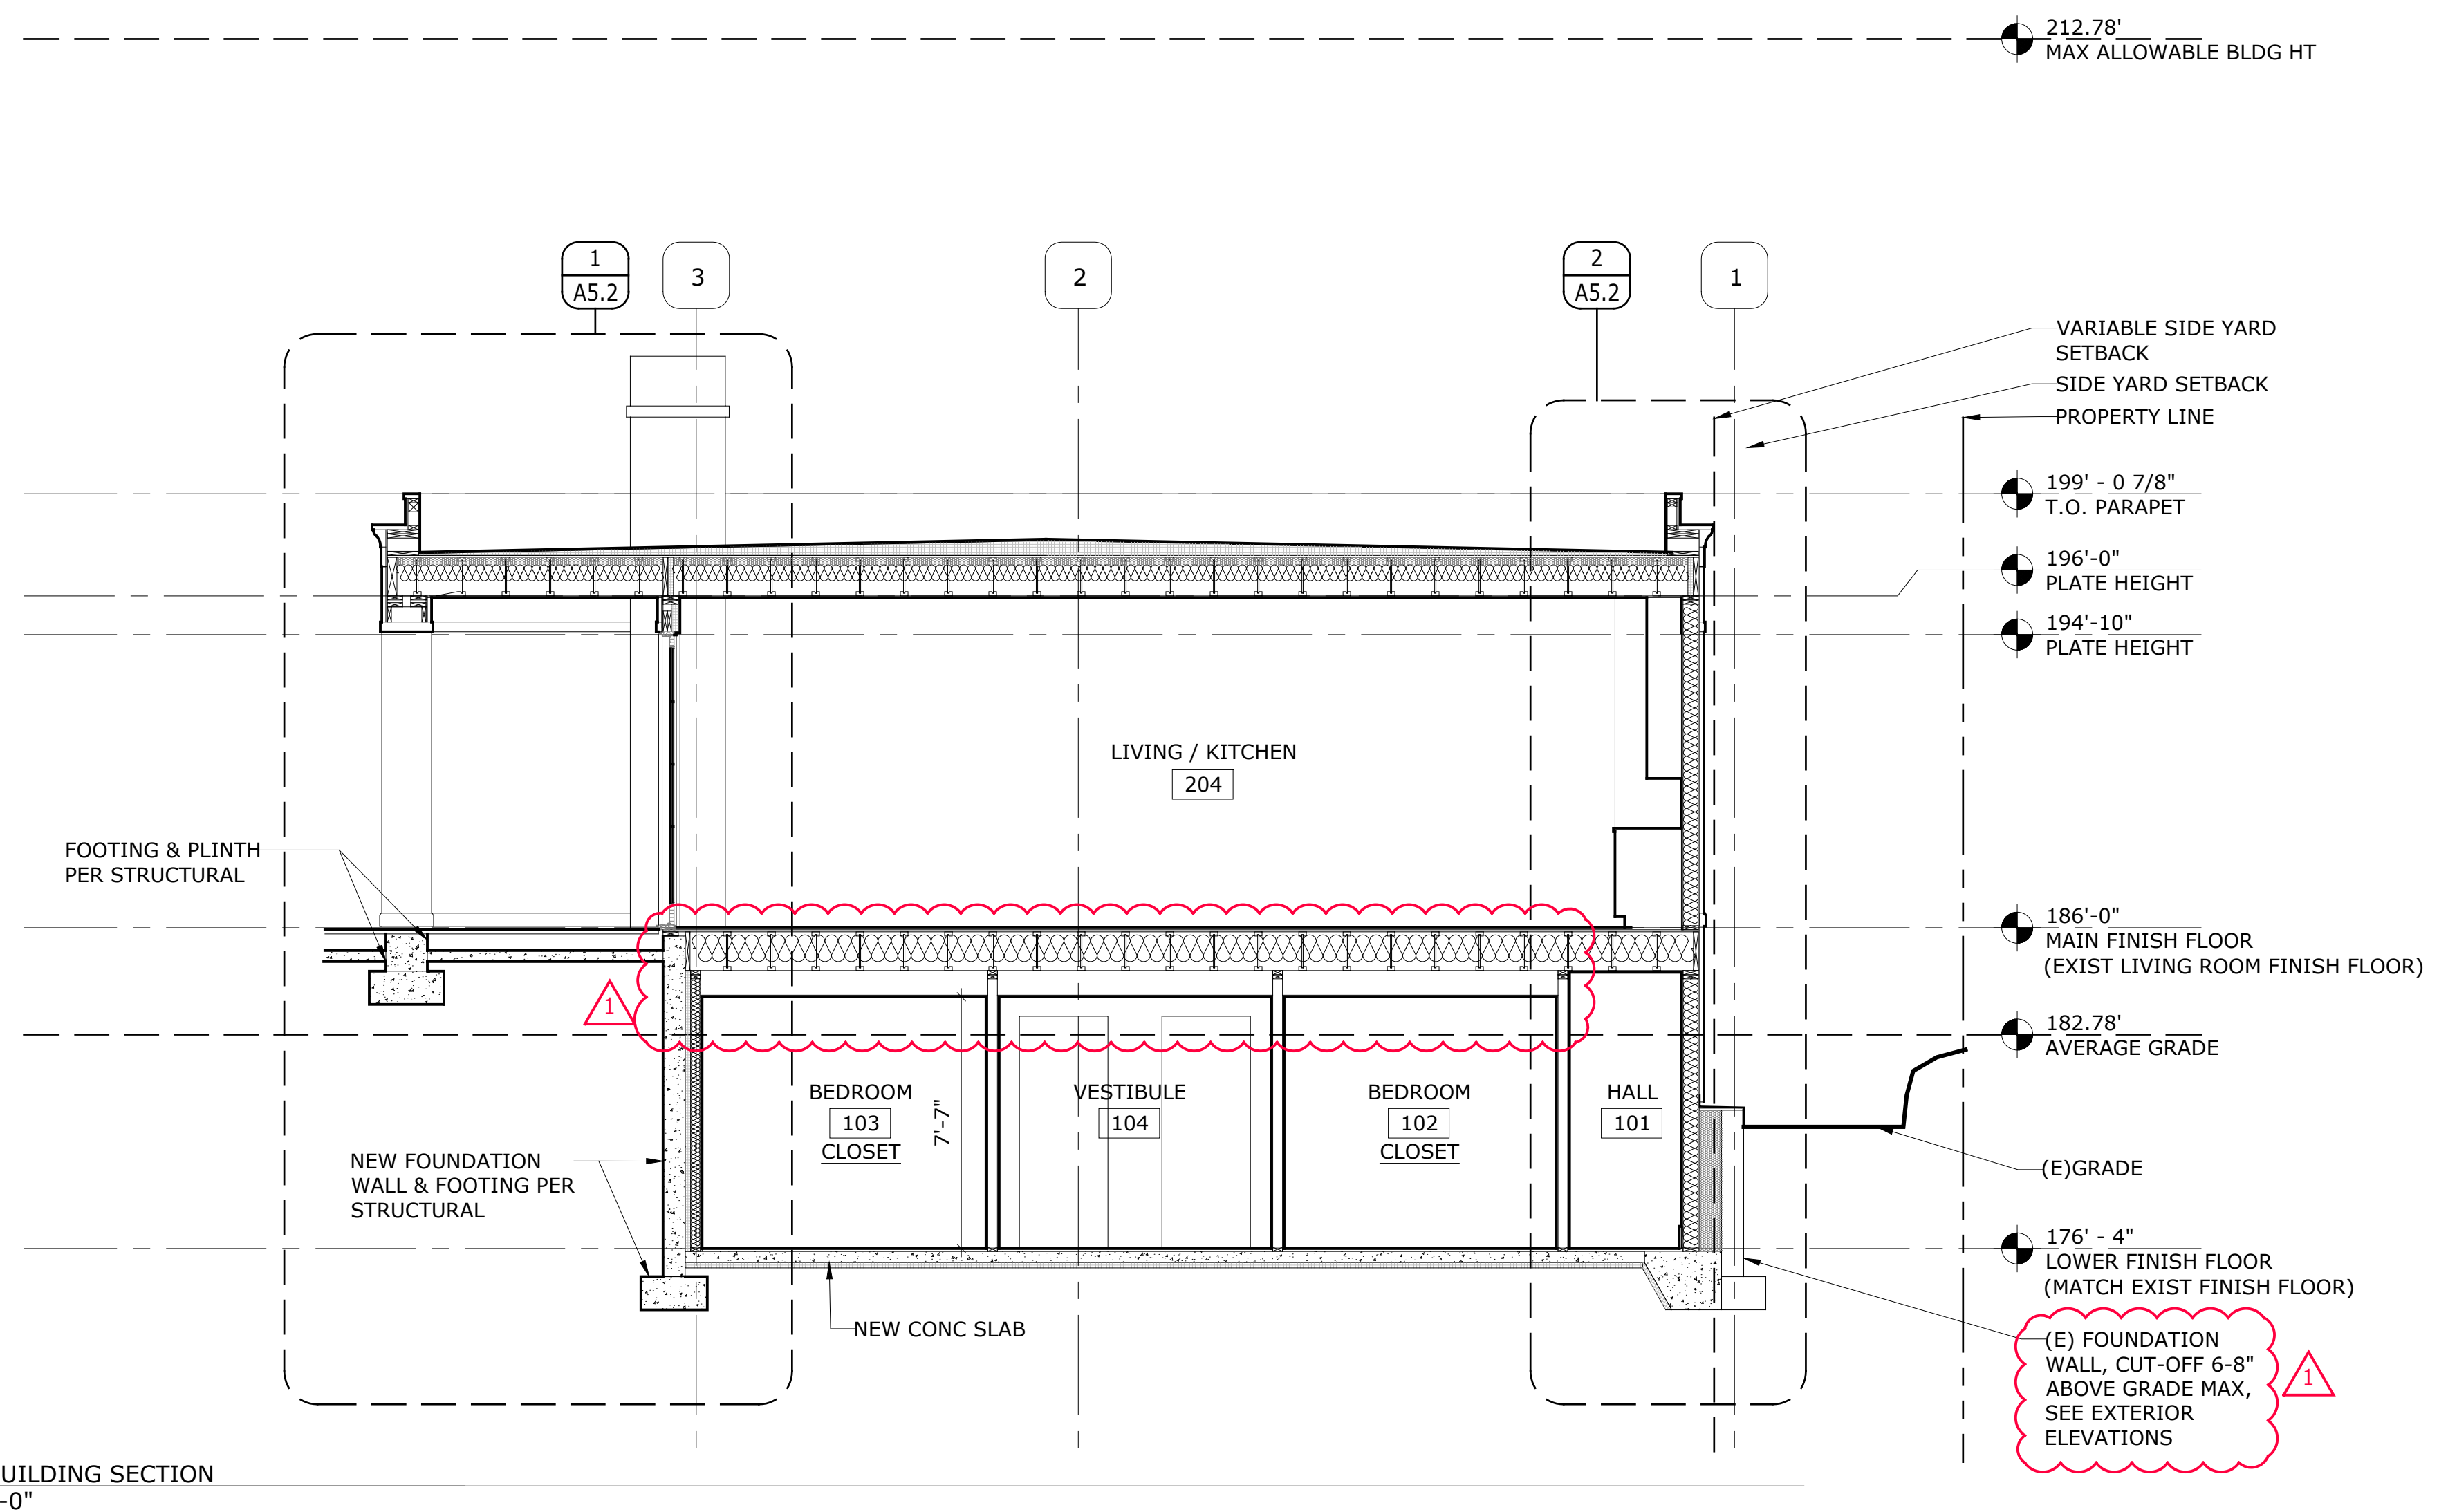 212.78'
MAX ALLOWABLE BLDG HT
1
A5.2
3
2
2
A5.2
1
VARIABLE SIDE YARD
SETBACK
SIDE YARD SETBACK
PROPERTY LINE
199' - 0 7/8"
T.O. PARAPET
196'-0"
PLATE HEIGHT
194'-10"
PLATE HEIGHT
LIVING / KITCHEN
204
FOOTING & PLINTH
PER STRUCTURAL
186'-0"
MAIN FINISH FLOOR
(EXIST LIVING ROOM FINISH FLOOR)
1
182.78'
AVERAGE GRADE
BEDROOM
103
CLOSET
7'-7"
VESTIBULE
104
BEDROOM
102
CLOSET
HALL
101
NEW FOUNDATION
WALL & FOOTING PER
STRUCTURAL
(E)GRADE
176' - 4"
LOWER FINISH FLOOR
(MATCH EXIST FINISH FLOOR)
NEW CONC SLAB
(E) FOUNDATION
WALL, CUT-OFF 6-8"
ABOVE GRADE MAX,
SEE EXTERIOR
ELEVATIONS
1
UILDING SECTION
-0"